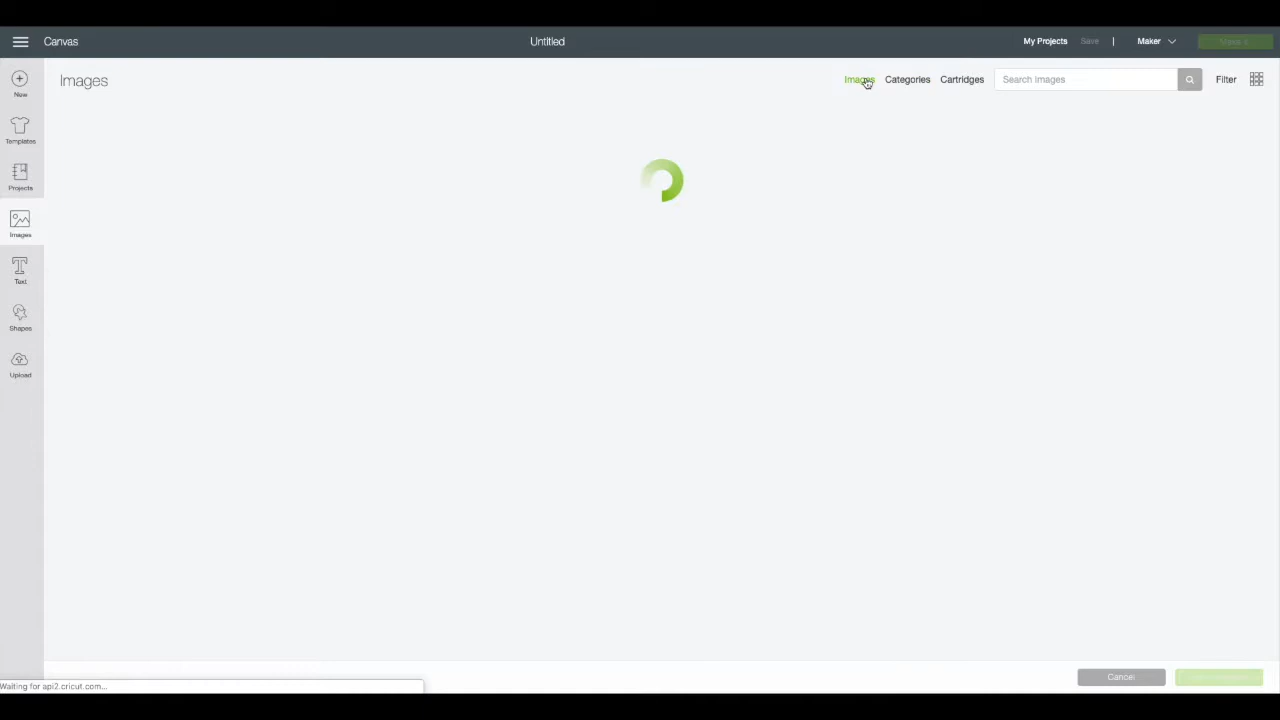 Canvas
Untitled
My Projects Save | Maker
New
Templates
Projects
Images
Text
Shapes
Upload
Images
Images Categories Cartridges Search Images Filter
Cancel
Waiting for api2.cricut.com...